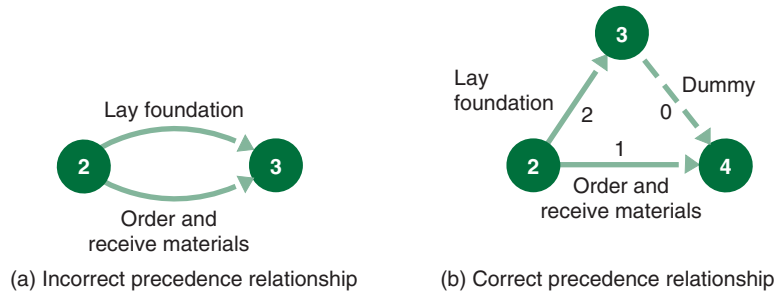 Lay foundation
2
3
Order and
receive materials
(a) Incorrect precedence relationship
3
Lay
foundation
Dummy
2
0
1
2
4
Order and
receive materials
(b) Correct precedence relationship